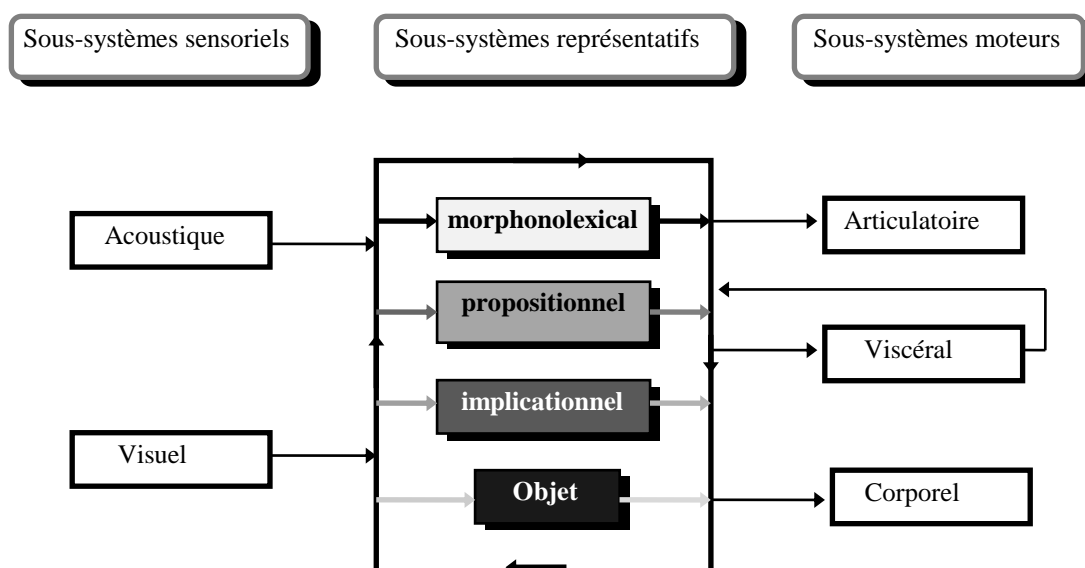 Sous-systèmes sensoriels
Sous-systèmes représentatifs
Sous-systèmes moteurs
morphonolexical
Acoustique
Articulatoire
propositionnel
Viscéral
implicationnel
Visuel
Objet
Corporel